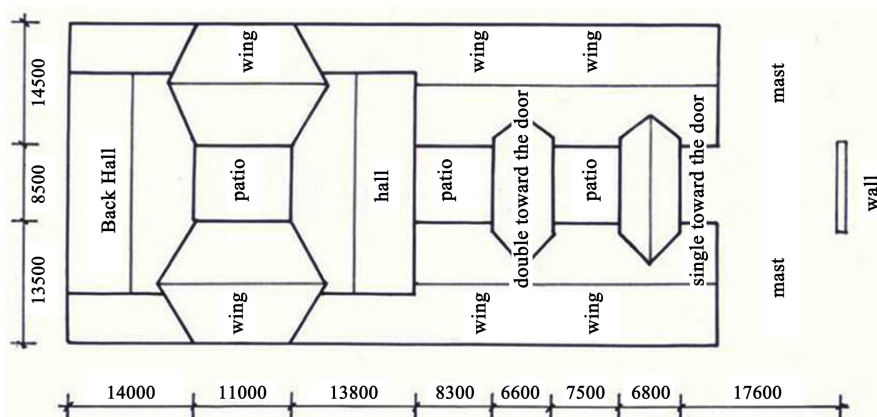 wing
wing
wing
mast
14500
8500
13500
Back Hall
patio
hall
patio
double toward the door
patio
single toward the door
wall
wing
wing
wing
mast
14000
11000
13800
8300
6600
7500
6800
17600